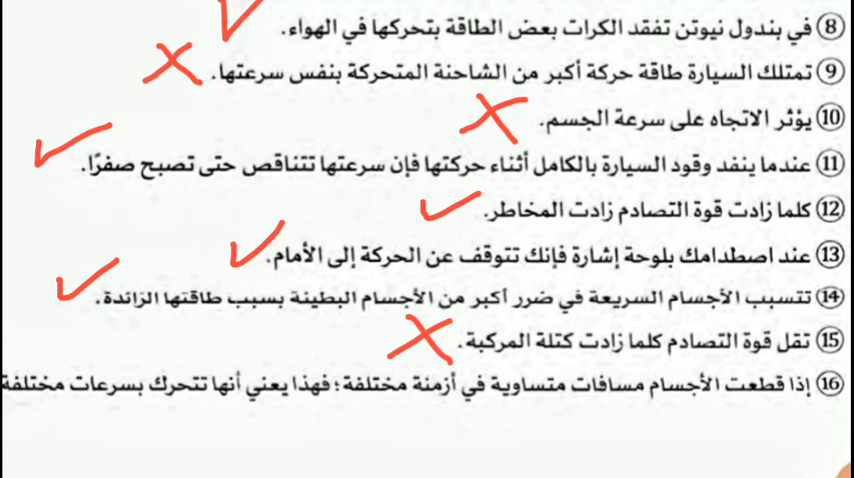 ⑧ في بندول نيوتن تفقد الكرات بعض الطاقة بتحركها في الهواء.
⑨ تمتلك السيارة طاقة حركة أكبر من الشاحنة المتحركة بنفس سرعتها.
⑩ يؤثر الاتجاه على سرعة الجسم.
⑪ عندما ينفد وقود السيارة بالكامل أثناء حركتها فإن سرعتها تتناقص حتى تصبح صفرًا.
⑫ كلما زادت قوة التصادم زادت المخاطر.
⑬ عند اصطدامك بلوحة إشارة فإنك تتوقف عن الحركة إلى الأمام.
⑭ تتسبب الأجسام السريعة في ضرر أكبر من الأجسام البطيئة بسبب طاقتها الزائدة.
⑮ تقل قوة التصادم كلما زادت كتلة المركبة.
⑯ إذا قطعت الأجسام مسافات متساوية في أزمنة مختلفة؛ فهذا يعني أنها تتحرك بسرعات مختلفة